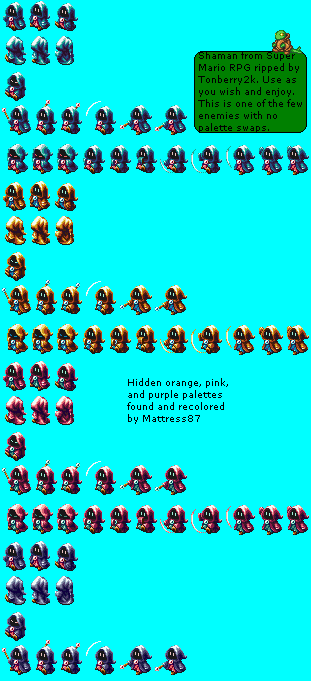 Shaman from Super
Mario RPG ripped by
Tonberry2k. Use as
you wish and enjoy.
This is one of the few
enemies with no
palette swaps.
Hidden orange, pink,
and purple palettes
found and recolored
by Mattress87